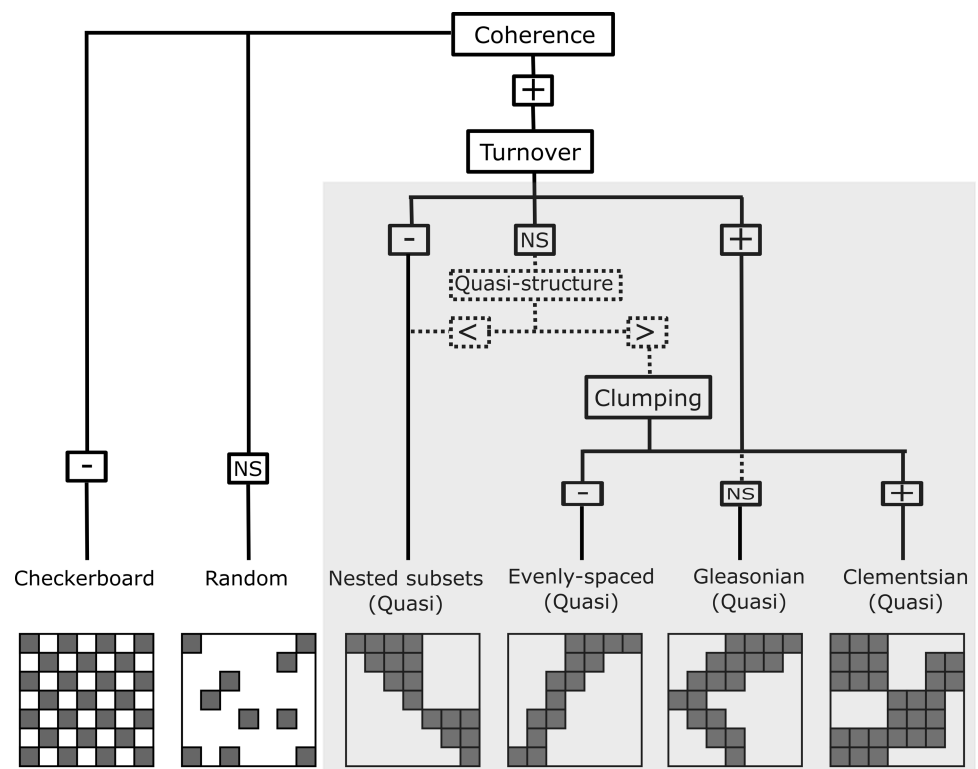 Coherence
+
Turnover
- NS +
Quasi-structure
< >
Clumping
- NS
- NS +
Checkerboard Random Nested subsets Evenly-spaced Gleasonian Clementsian
(Quasi) (Quasi) (Quasi) (Quasi)